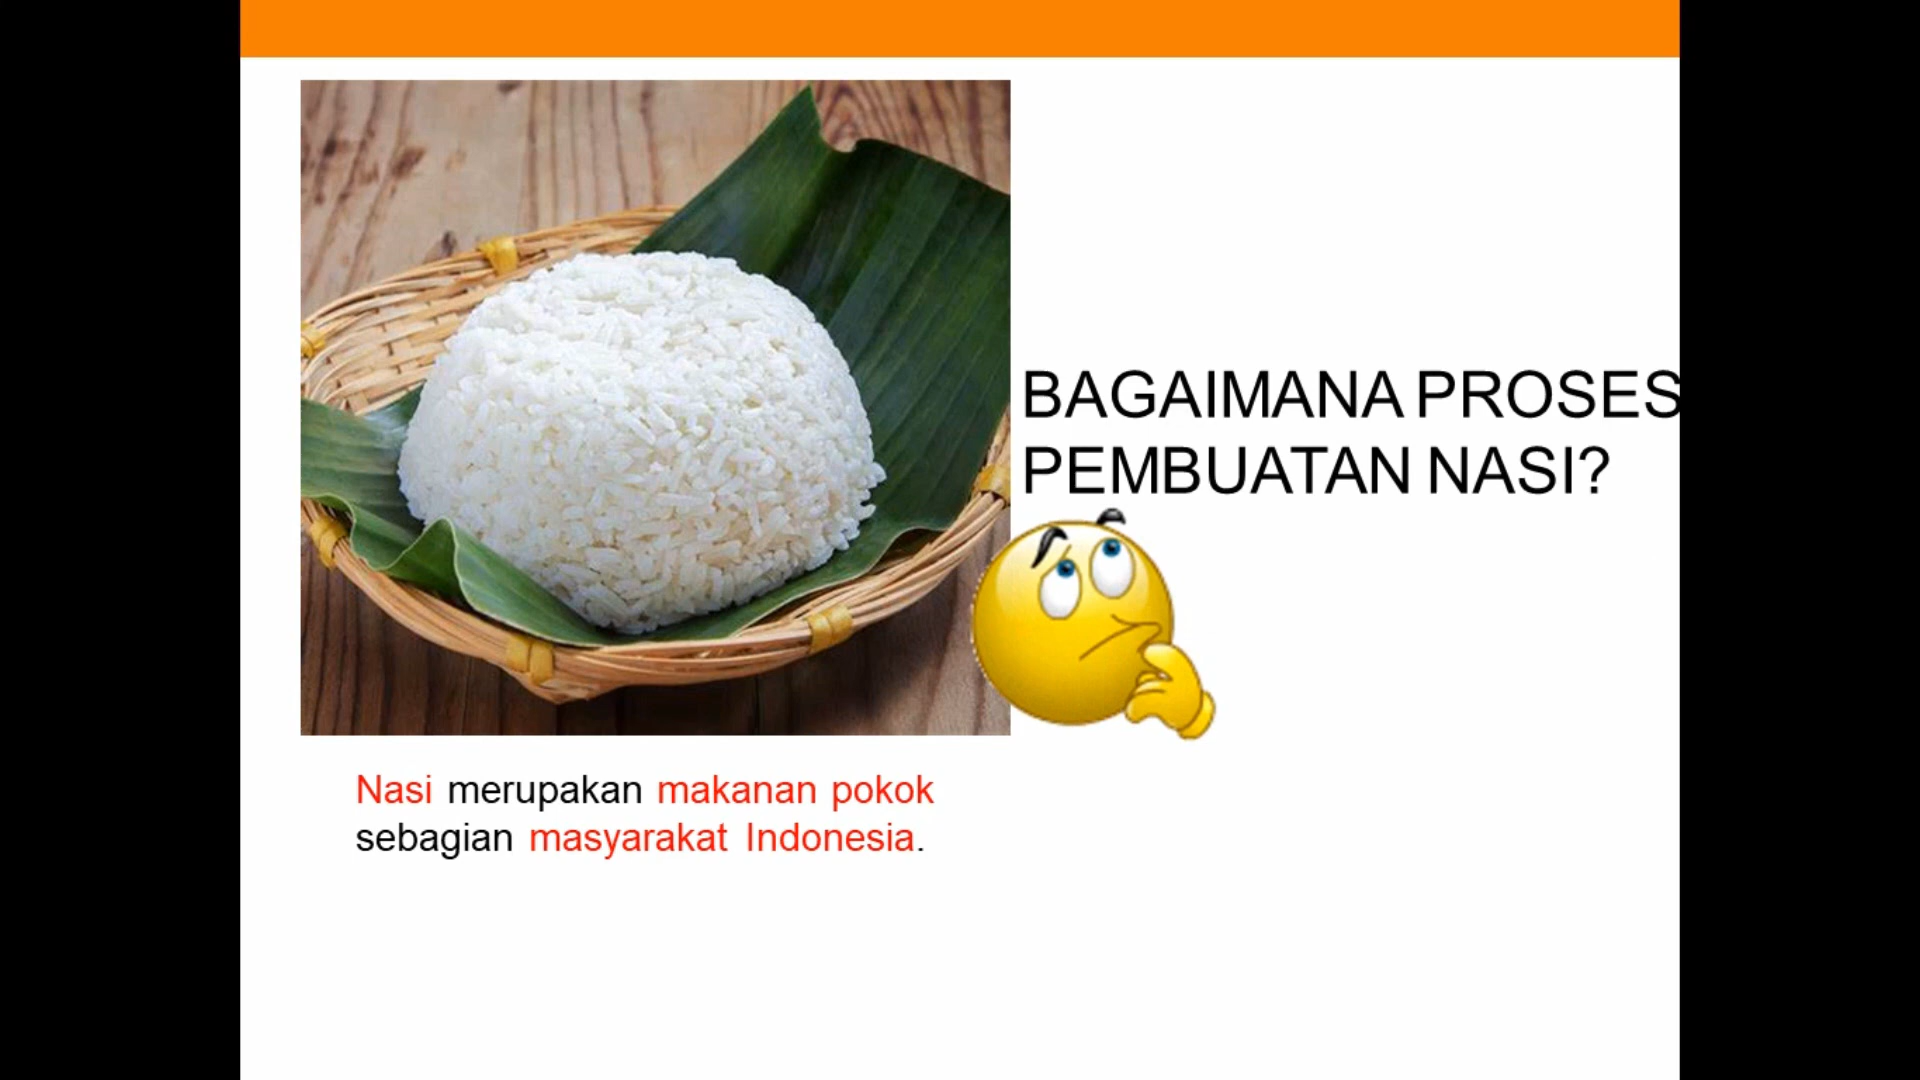 BAGAIMANA PROSES
PEMBUATAN NASI?
Nasi merupakan makanan pokok
sebagian masyarakat Indonesia.